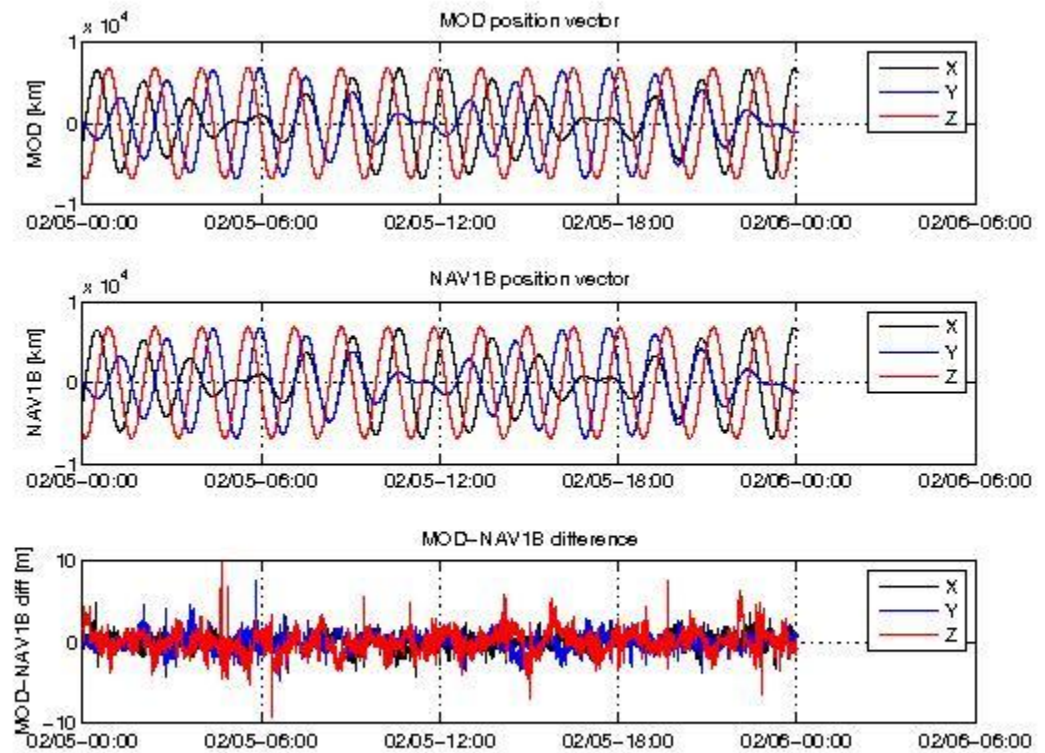 x 10^4
MOD position vector
1
0
−1
MOD [km]
X
Y
Z
02/05−00:00 02/05−06:00 02/05−12:00 02/05−18:00 02/06−00:00 02/06−06:00
x 10^4
NAV1B position vector
1
0
−1
NAV1B [km]
X
Y
Z
02/05−00:00 02/05−06:00 02/05−12:00 02/05−18:00 02/06−00:00 02/06−06:00
MOD−NAV1B difference
10
0
−10
MOD−NAV1B diff [m]
X
Y
Z
02/05−00:00 02/05−06:00 02/05−12:00 02/05−18:00 02/06−00:00 02/06−06:00